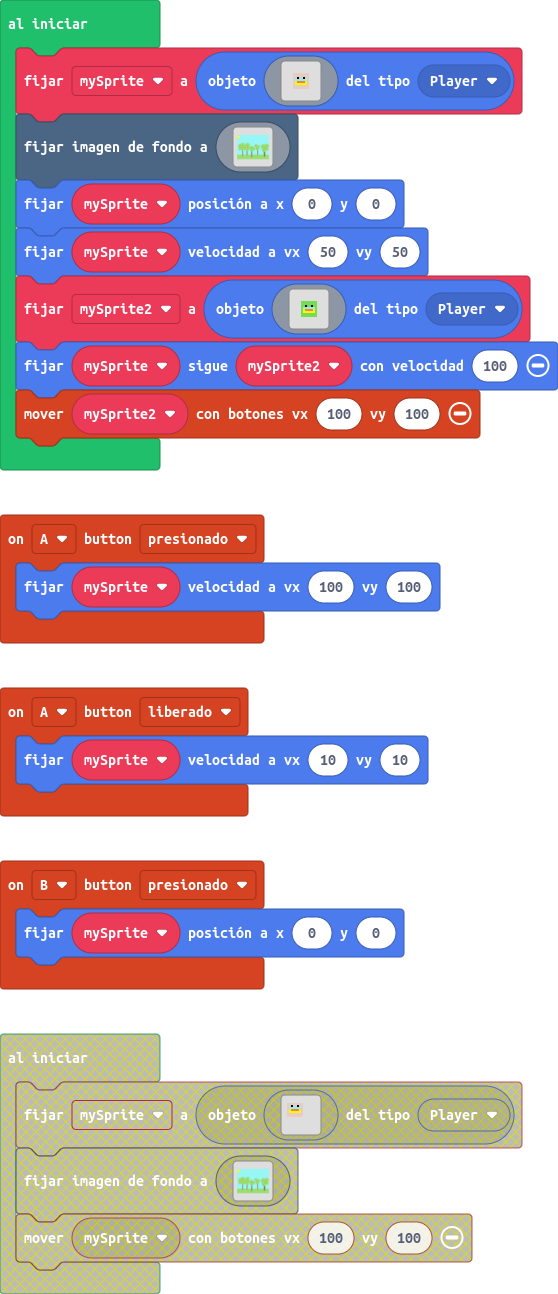 al iniciar
fijar mySprite a objeto del tipo Player
fijar imagen de fondo a
fijar mySprite posición a x 0 y 0
fijar mySprite velocidad a vx 50 vy 50
fijar mySprite2 a objeto del tipo Player
fijar mySprite sigue mySprite2 con velocidad 100
mover mySprite2 con botones vx 100 vy 100
on A button presionado
fijar mySprite velocidad a vx 100 vy 100
on A button liberado
fijar mySprite velocidad a vx 10 vy 10
on B button presionado
fijar mySprite posición a x 0 y 0
al iniciar
fijar mySprite a objeto del tipo Player
fijar imagen de fondo a
mover mySprite con botones vx 100 vy 100